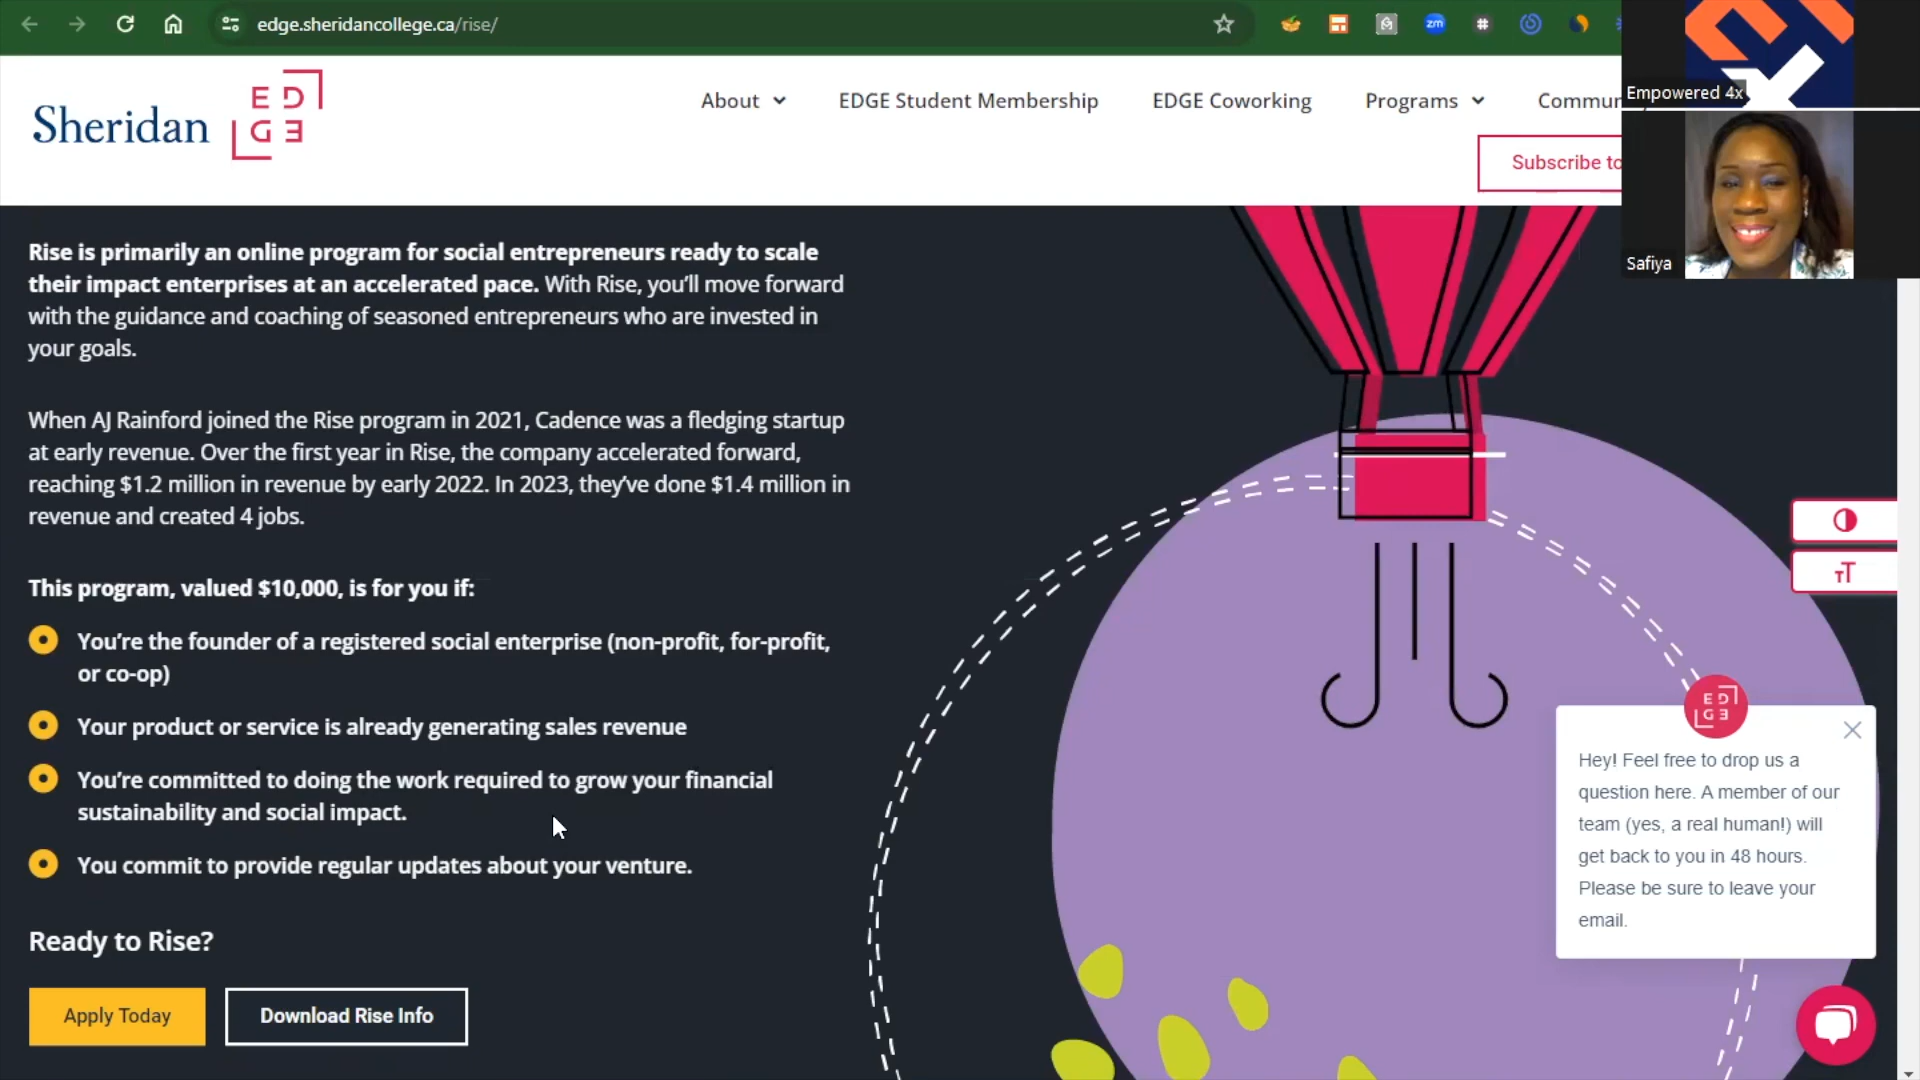 edge.sheridancollege.ca/rise/
zm
Empowered 4x
Safiya
Sheridan
ED
GE
About
EDGE Student Membership
EDGE Coworking
Programs
Commun
Subscribe to
Rise is primarily an online program for social entrepreneurs ready to scale
their impact enterprises at an accelerated pace. With Rise, you’ll move forward
with the guidance and coaching of seasoned entrepreneurs who are invested in
your goals.
When AJ Rainford joined the Rise program in 2021, Cadence was a fledging startup
at early revenue. Over the first year in Rise, the company accelerated forward,
reaching $1.2 million in revenue by early 2022. In 2023, they’ve done $1.4 million in
revenue and created 4 jobs.
This program, valued $10,000, is for you if:
You’re the founder of a registered social enterprise (non-profit, for-profit,
or co-op)
Your product or service is already generating sales revenue
You’re committed to doing the work required to grow your financial
sustainability and social impact.
You commit to provide regular updates about your venture.
Ready to Rise?
Apply Today
Download Rise Info
TT
ED
GE
Hey! Feel free to drop us a
question here. A member of our
team (yes, a real human!) will
get back to you in 48 hours.
Please be sure to leave your
email.